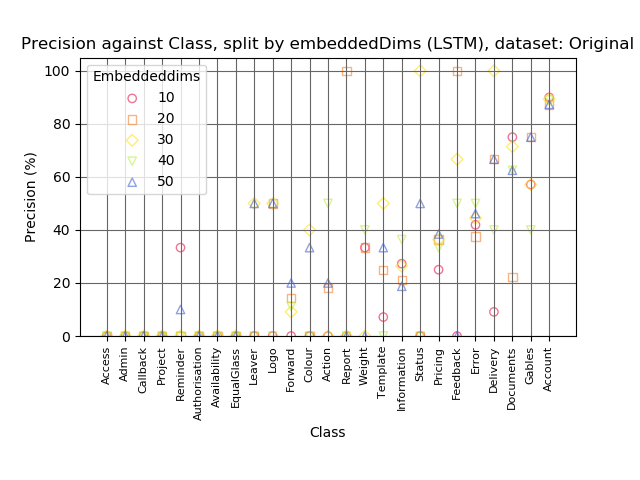 Precision against Class, split by embeddedDims (LSTM), dataset: Original
Precision (%)
100
80
60
40
20
0
Embeddeddims
10
20
30
40
50
Access
Admin
Callback
Project
Reminder
Authorisation
Availability
EqualGlass
Leaver
Logo
Forward
Colour
Action
Report
Weight
Template
Information
Status
Pricing
Feedback
Error
Delivery
Documents
Gables
Account
Class